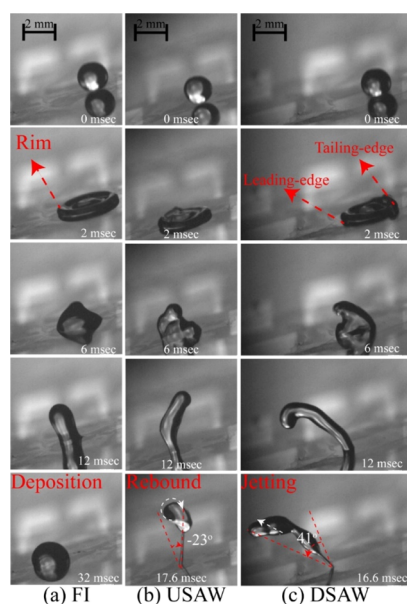 2 mm 2 mm 2 mm
0 msec 0 msec 0 msec
Rim
Tailing-edge
Leading-edge
2 msec 2 msec 2 msec
6 msec 6 msec 6 msec
12 msec 12 msec 12 msec
Deposition Rebound Jetting
-23°
32 msec 17.6 msec 16.6 msec
(a) FI (b) USAW (c) DSAW